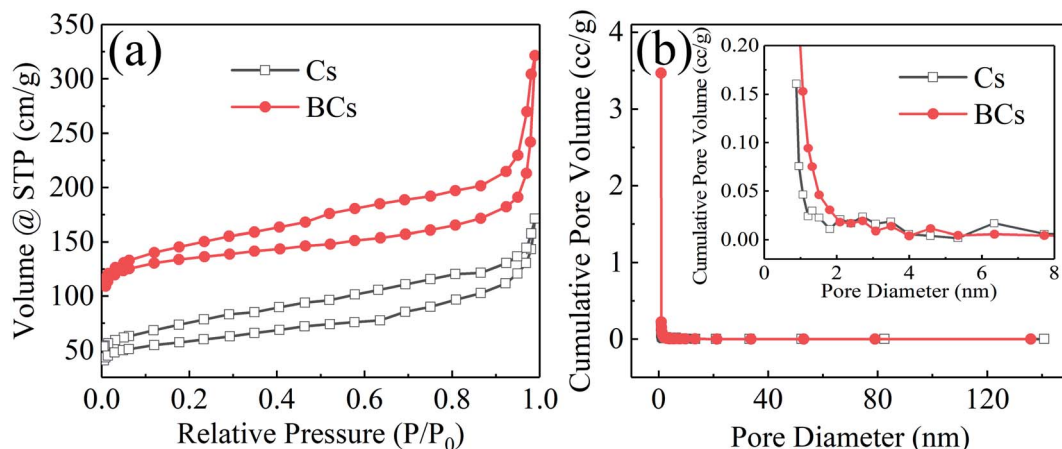 (a)
Cs
BCs
350
300
250
200
150
100
50
0.0 0.2 0.4 0.6 0.8 1.0
Volume @ STP (cm/g)
Relative Pressure (P/P0)
(b)
4
3
2
1
0
0 40 80 120
Cumulative Pore Volume (cc/g)
Pore Diameter (nm)
Cs
BCs
0.20
0.15
0.10
0.05
0.00
0 2 4 6 8
Cumulative Pore Volume (cc/g)
Pore Diameter (nm)